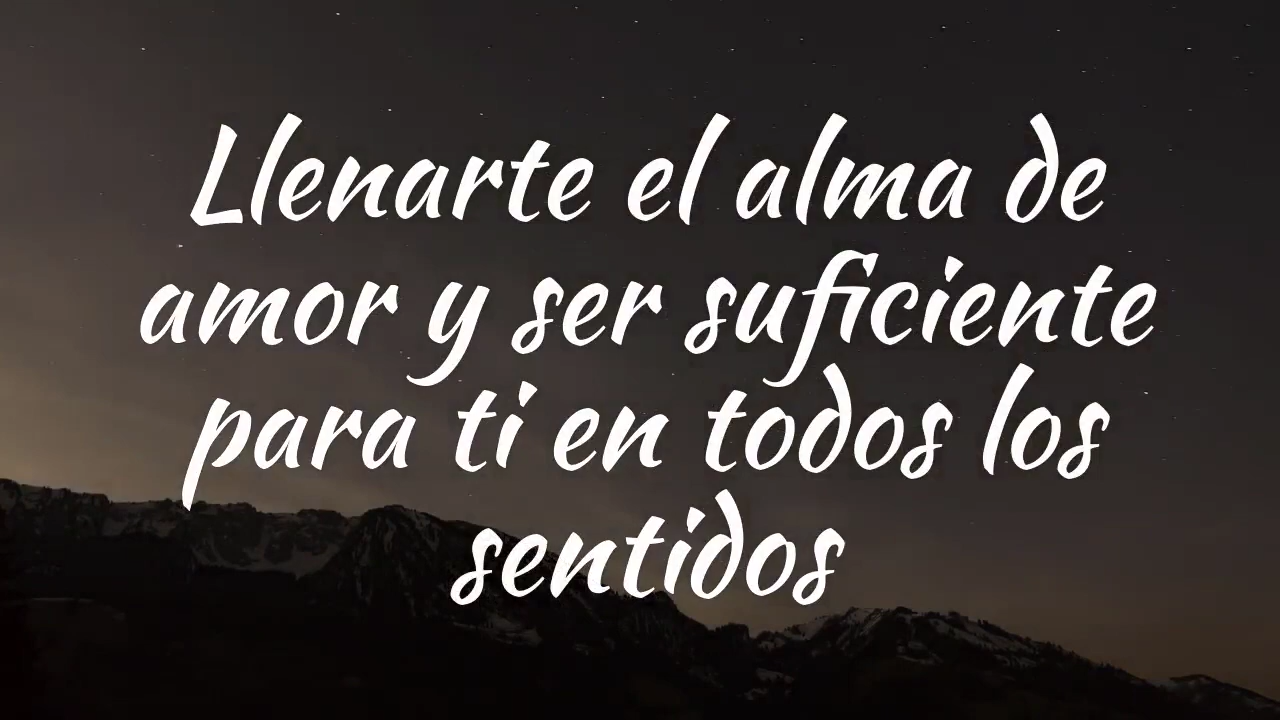 Llenarte el alma de
amor y ser suficiente
para ti en todos los
sentidos